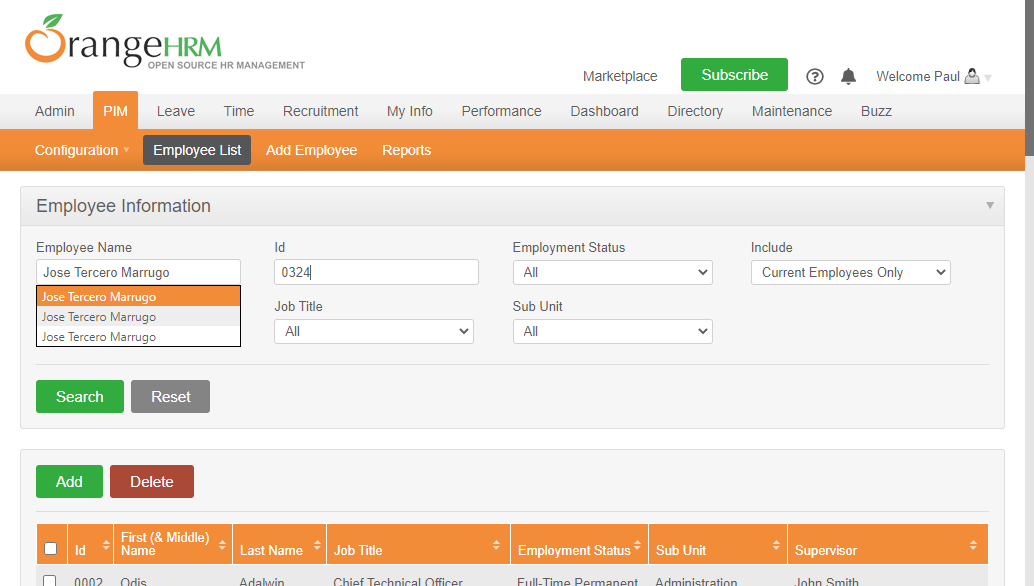 OrangeHRM
OPEN SOURCE HR MANAGEMENT
Marketplace Subscribe Welcome Paul
Admin PIM Leave Time Recruitment My Info Performance Dashboard Directory Maintenance Buzz
Configuration Employee List Add Employee Reports
Employee Information
Employee Name Id Employment Status Include
Jose Tercero Marrugo 0324 All Current Employees Only
Jose Tercero Marrugo
Jose Tercero Marrugo
Jose Tercero Marrugo
Job Title Sub Unit
All All
Search Reset
Add Delete
Id First (& Middle) Name Last Name Job Title Employment Status Sub Unit Supervisor
0002 Odis Adalwin Chief Technical Officer Full-Time Permanent Administration John Smith